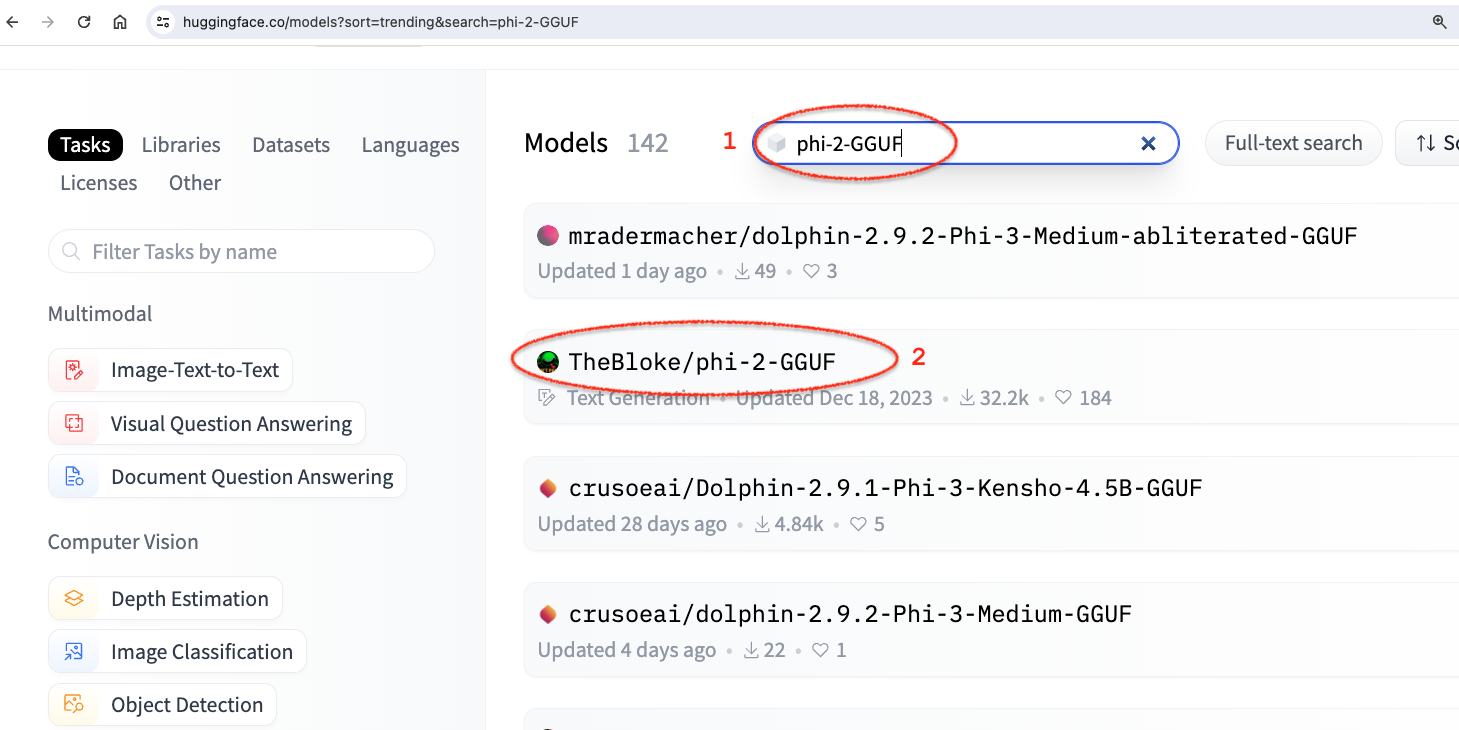 huggingface.co/models?sort=trending&search=phi-2-GGUF
Tasks Libraries Datasets Languages
Licenses Other
Filter Tasks by name
Multimodal
Image-Text-to-Text
Visual Question Answering
Document Question Answering
Computer Vision
Depth Estimation
Image Classification
Object Detection
Models 142 1 phi-2-GGUF Full-text search So
mradermacher/dolphin-2.9.2-Phi-3-Medium-abliterated-GGUF
Updated 1 day ago • 49 • 3
TheBloke/phi-2-GGUF 2
Text Generation • Updated Dec 18, 2023 • 32.2k • 184
crusoeai/Dolphin-2.9.1-Phi-3-Kensho-4.5B-GGUF
Updated 28 days ago • 4.84k • 5
crusoeai/dolphin-2.9.2-Phi-3-Medium-GGUF
Updated 4 days ago • 22 • 1